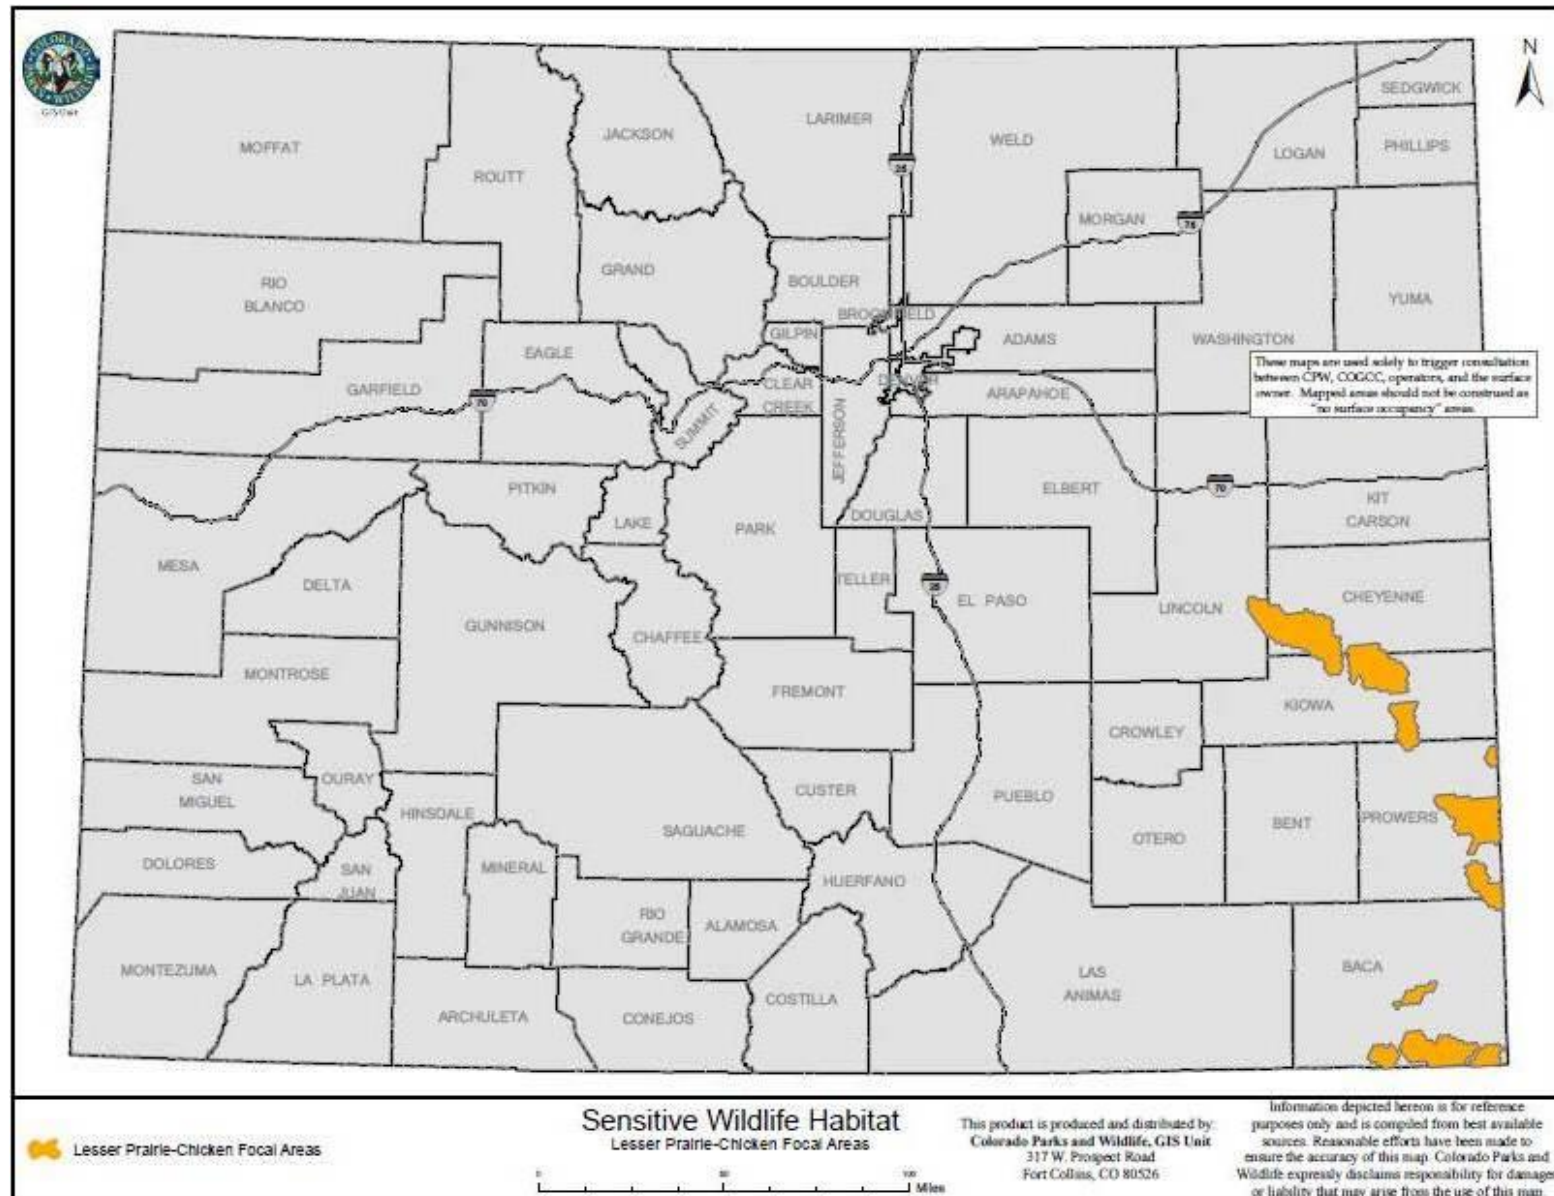 COLORADO
PARKS
WILDLIFE
N
SEDGWICK
LARIMER
JACKSON
WELD
MOFFAT
LOGAN
PHILLIPS
ROUTT
25
MORGAN
76
GRAND
RIO
BLANCO
BOULDER
YUMA
BROOMFIELD
GILPIN
ADAMS
WASHINGTON
EAGLE
These maps are used solely to trigger consultation
between CPW, COGCC, operators, and the surface
owner. Mapped areas should not be construed as
"no surface occupancy" areas.
GARFIELD
70
CLEAR
CREEK
DENVER
ARAPAHOE
SUMMIT
JEFFERSON
PITKIN
ELBERT
70
KIT
CARSON
LAKE
PARK
DOUGLAS
MESA
DELTA
TELLER
25
EL PASO
LINCOLN
CHEYENNE
GUNNISON
CHAFFEE
MONTROSE
FREMONT
KIOWA
CROWLEY
SAN
MIGUEL
OURAY
CUSTER
PUEBLO
HINSDALE
SAGUACHE
BENT
PROWERS
OTERO
DOLORES
SAN
JUAN
MINERAL
HUERFANO
RIO
GRANDE
ALAMOSA
MONTEZUMA
LA PLATA
COSTILLA
LAS
ANIMAS
BACA
ARCHULETA
CONEJOS
Lesser Prairie-Chicken Focal Areas
Sensitive Wildlife Habitat
Lesser Prairie-Chicken Focal Areas
0 50 100
Miles
This product is produced and distributed by:
Colorado Parks and Wildlife, GIS Unit
317 W. Prospect Road
Fort Collins, CO 80526
Information depicted hereon is for reference
purposes only and is compiled from best available
sources. Reasonable efforts have been made to
ensure the accuracy of this map. Colorado Parks and
Wildlife expressly disclaims responsibility for damages
or liability that may arise from the use of this map.